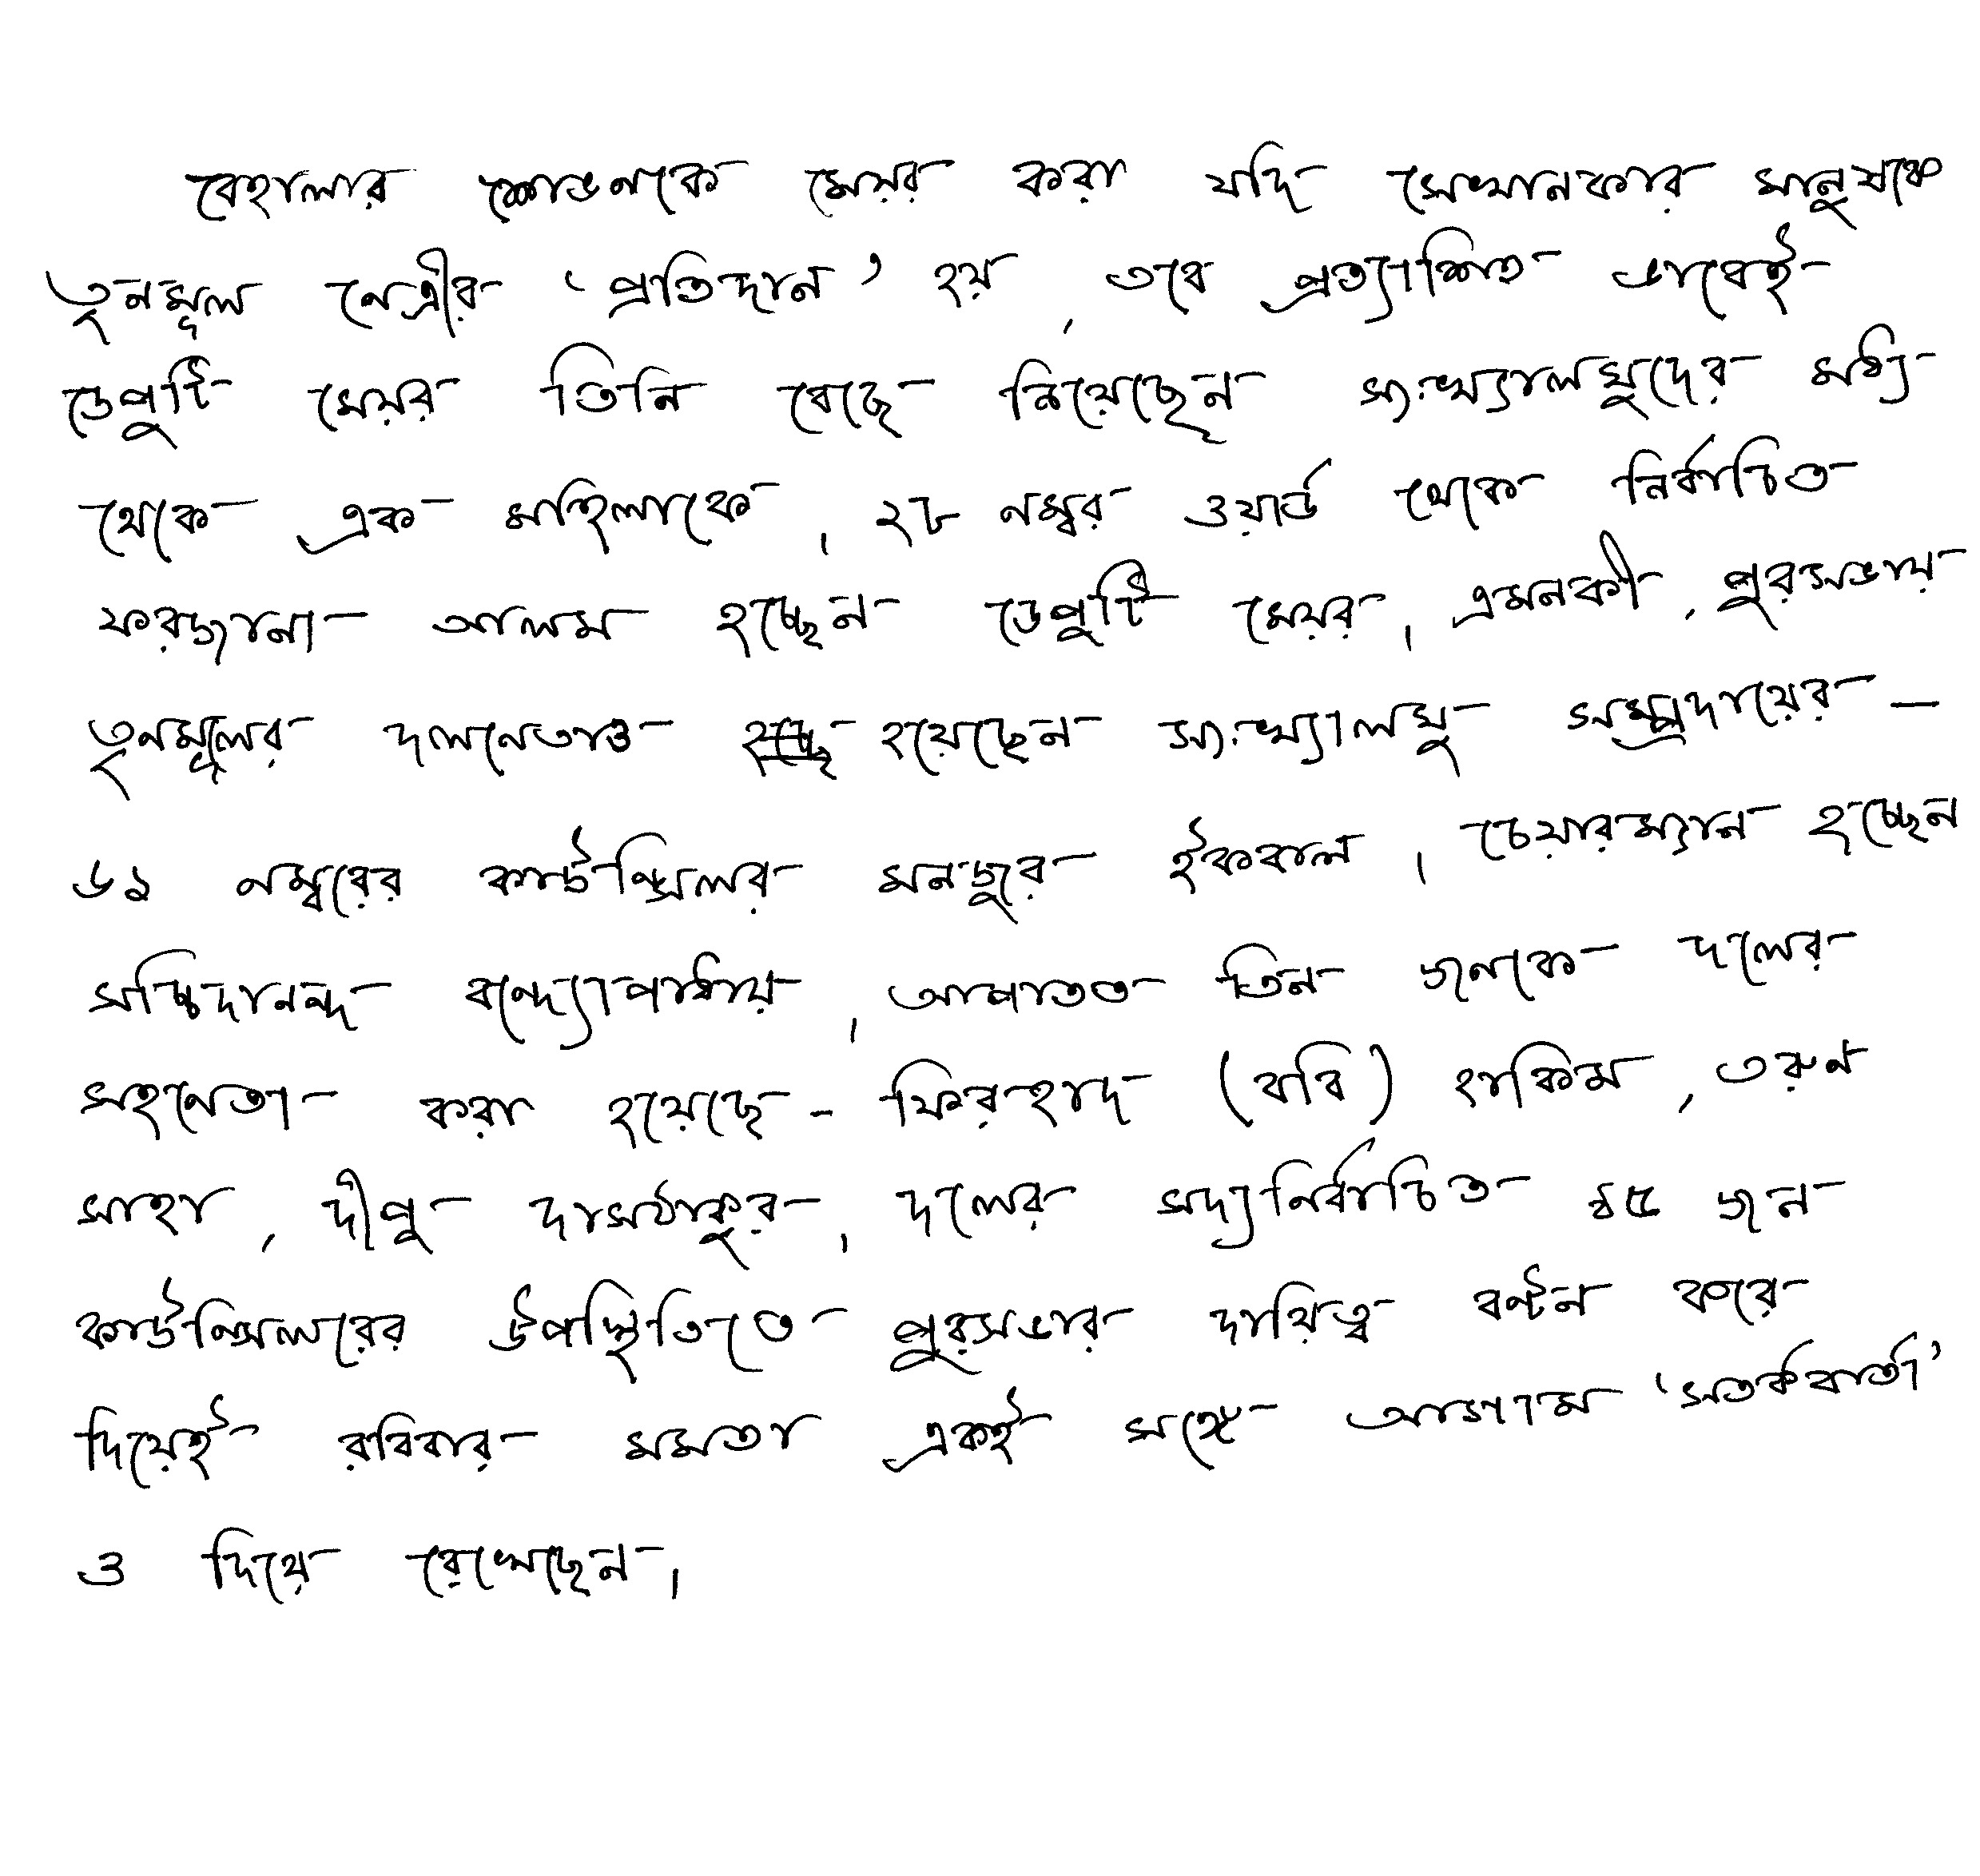 বেহালার শোভনকে মেয়র করা যদি সেখানকার মানুষকে
তৃনমূল নেত্রীর ‘প্রতিদান’ হয়, তবে প্রত্যাশিত ভাবেই
ডেপুটি মেয়র তিনি বেছে নিয়েছেন সংখ্যালঘুদের মধ্যি
থেকে এক মহিলাকে। ২৮ নম্বর ওয়ার্ড থেকে নির্বাচিত
ফরজানা আলম হচ্ছেন ডেপুটি মেয়র। এমনকী, পুরসভায়
তৃনমূলের দলনেতাও হয়েছেন সংখ্যালঘু সম্প্রদায়ের —
৬১ নম্বরের কাউন্সিলর মনজুর ইকবাল। চেয়ারম্যান হচ্ছেন
সচ্চিদানন্দ বন্দ্যোপাধ্যায়। আপাতত তিন জনকে দলের
সহনেতা করা হয়েছে - ফিরহাদ (ববি) হাকিম, তরুন
সাহা, দীপু দাসঠাকুর। দলের সদ্যনির্বাচিত ৯৫ জন
কাউন্সিলরের উপস্থিতিতে পুরসভার দায়িত্ব বণ্টন করে
দিয়েই রবিবার মমতা একই সঙ্গে আগাম ‘সতর্কবার্তা’
ও দিয়ে রেখেছেন।